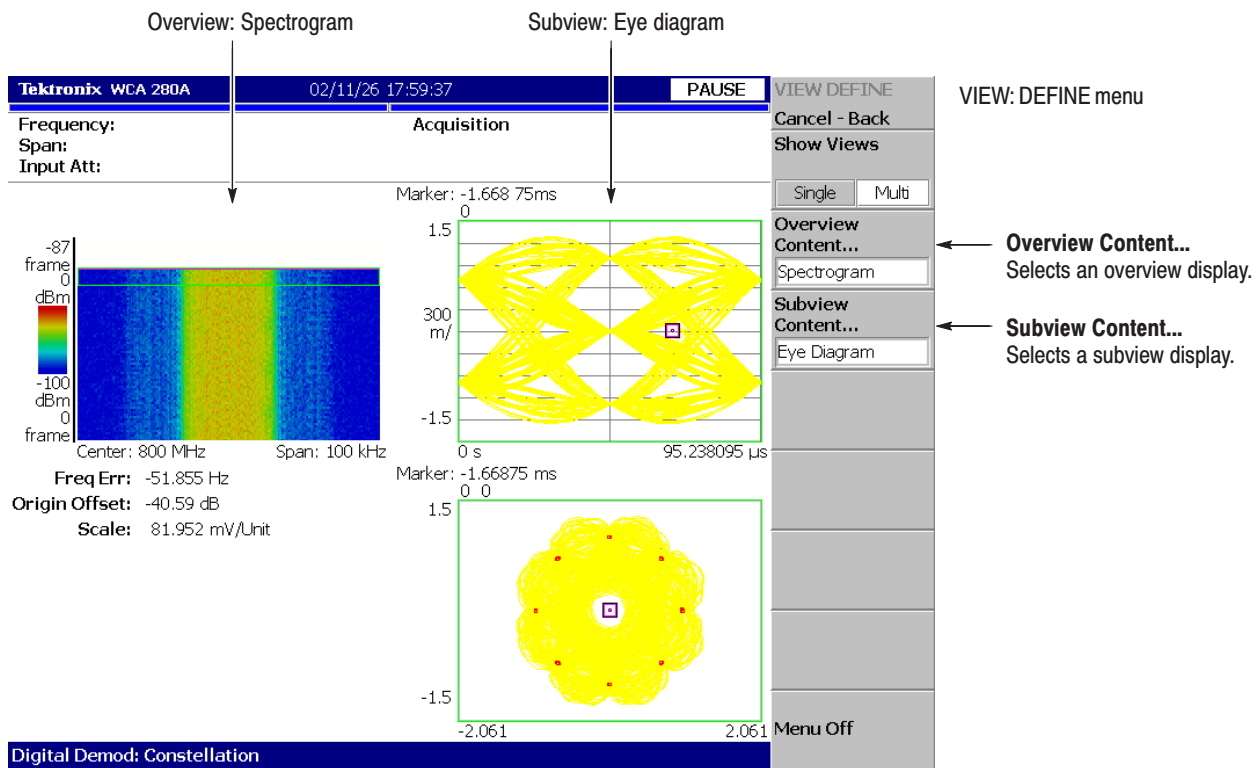 Overview: Spectrogram
Subview: Eye diagram
Tektronix WCA 280A 02/11/26 17:59:37 PAUSE
VIEW DEFINE
VIEW: DEFINE menu
Cancel - Back
Frequency:
Span:
Input Att:
Acquisition
Show Views
Single Multi
Marker: -1.668 75ms
0
1.5
300
m/
-1.5
0 s 95.238095 µs
-87
frame
0
dBm
-100
dBm
0
frame
Center: 800 MHz Span: 100 kHz
Freq Err: -51.855 Hz
Origin Offset: -40.59 dB
Scale: 81.952 mV/Unit
Marker: -1.66875 ms
0 0
1.5
-1.5
-2.061 2.061
Overview
Content...
Spectrogram
Overview Content...
Selects an overview display.
Subview
Content...
Eye Diagram
Subview Content...
Selects a subview display.
Menu Off
Digital Demod: Constellation